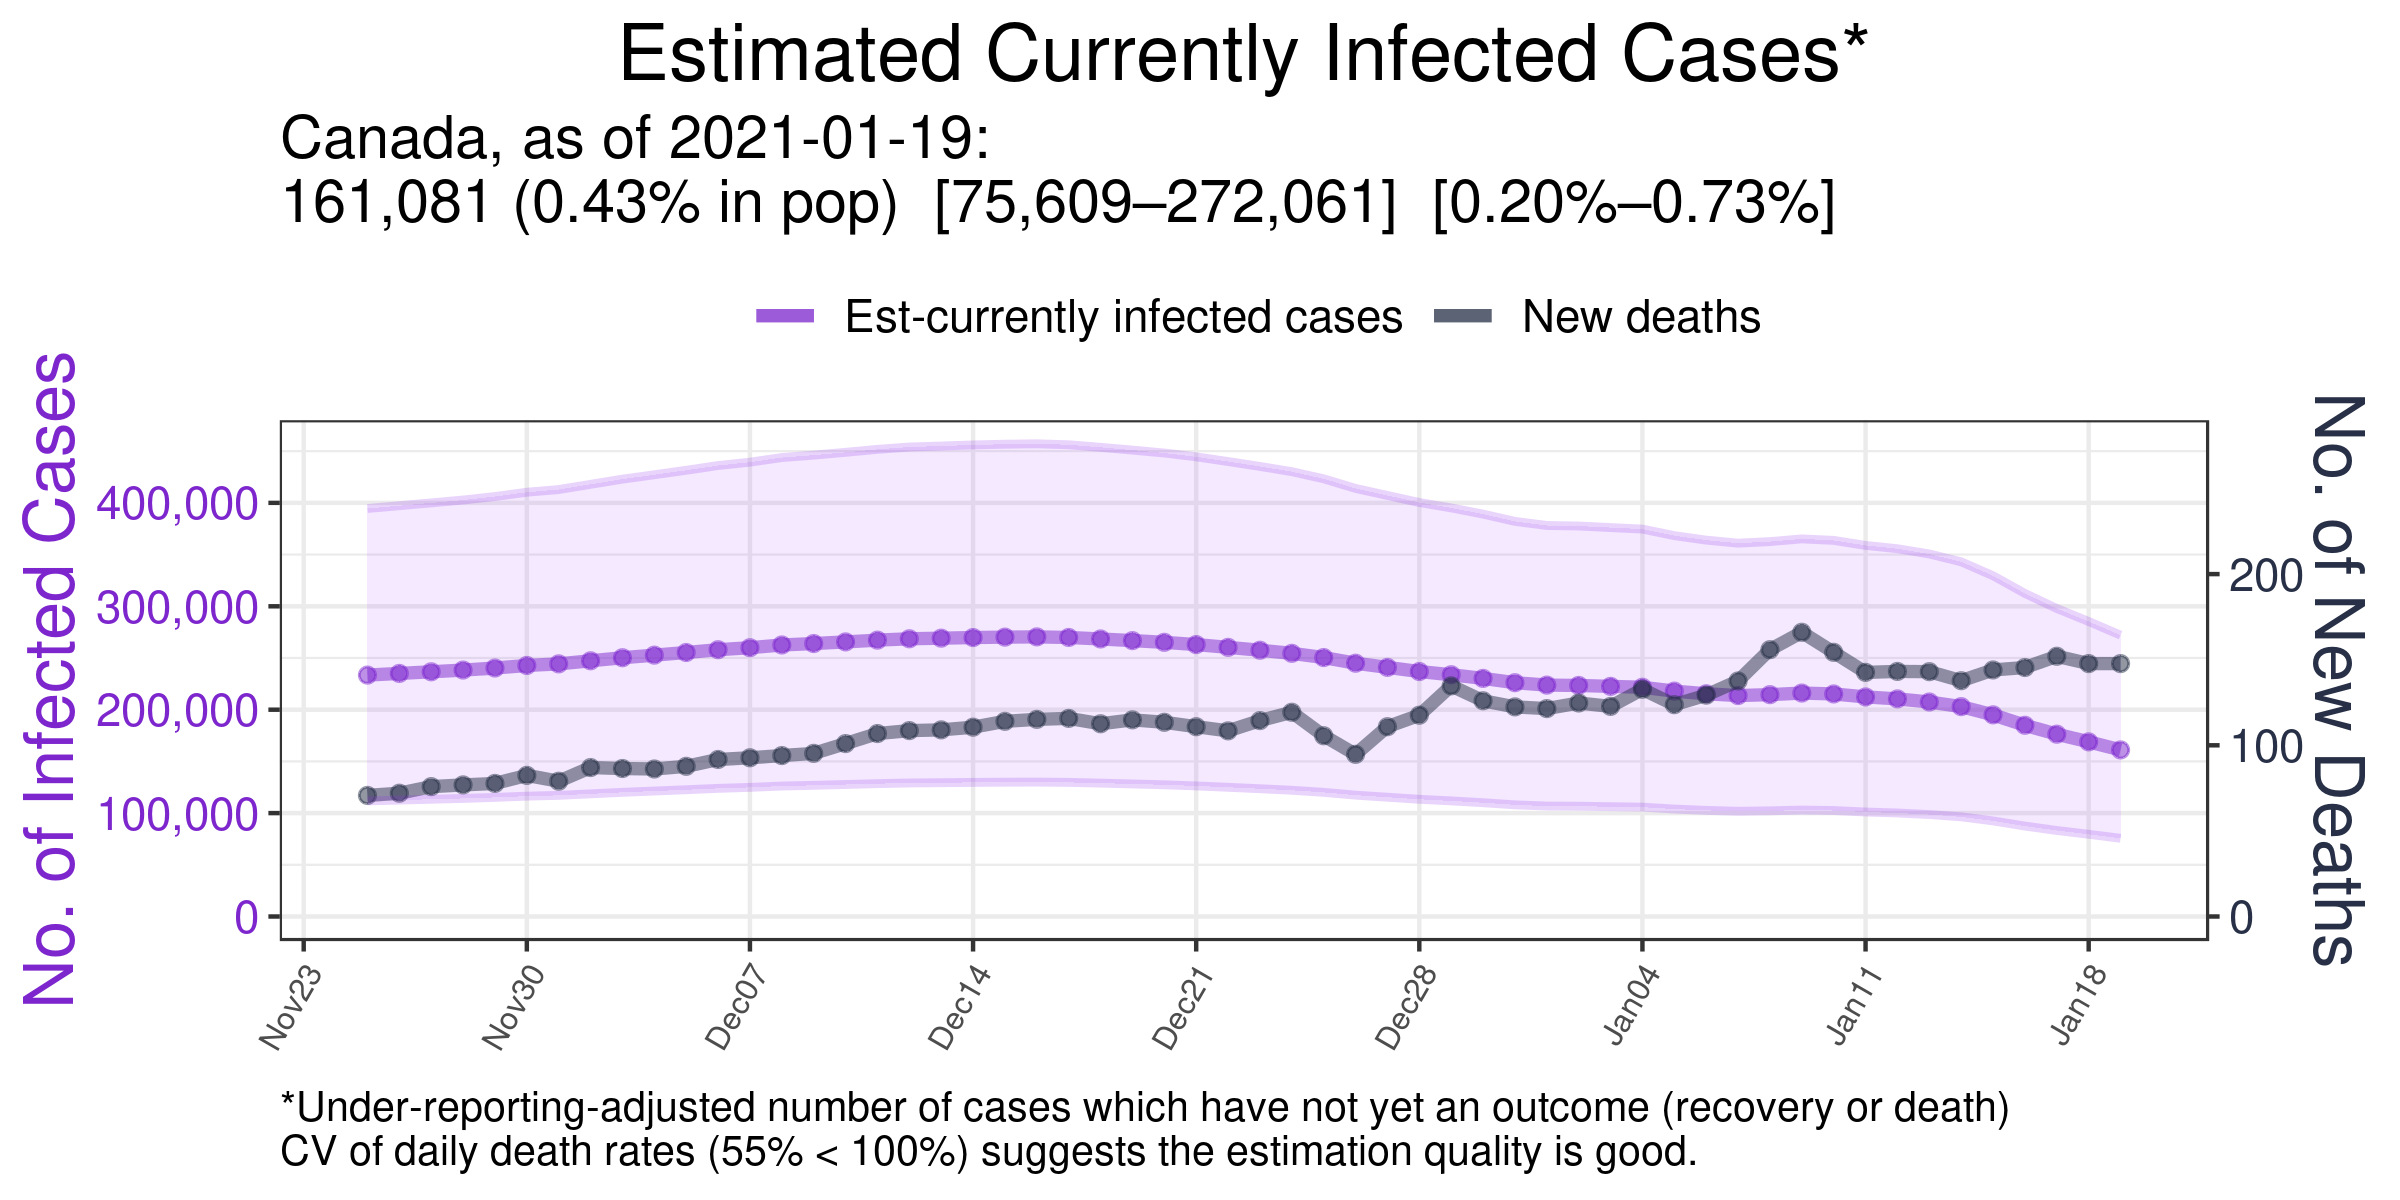 Estimated Currently Infected Cases*
Canada, as of 2021-01-19:
161,081 (0.43% in pop) [75,609–272,061] [0.20%–0.73%]
Est-currently infected cases
New deaths
No. of Infected Cases
400,000
300,000
200,000
100,000
0
No. of New Deaths
200
100
0
Nov23
Nov30
Dec07
Dec14
Dec21
Dec28
Jan04
Jan11
Jan18
*Under-reporting-adjusted number of cases which have not yet an outcome (recovery or death)
CV of daily death rates (55% < 100%) suggests the estimation quality is good.